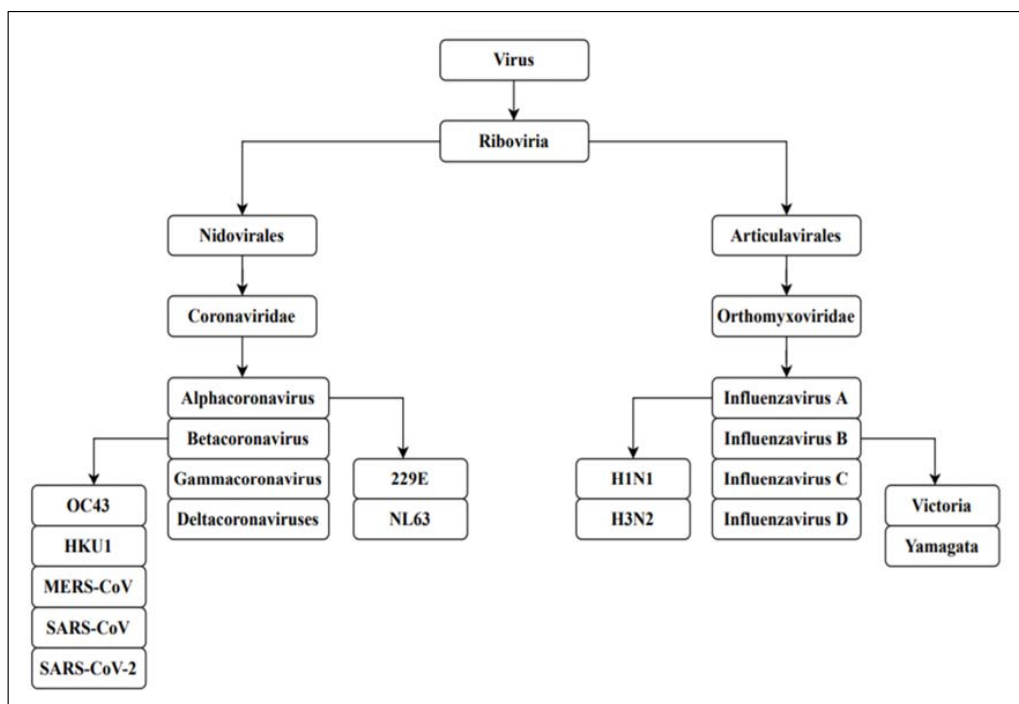 Virus
Riboviria
Nidovirales
Articulavirales
Coronaviridae
Orthomyxoviridae
Alphacoronavirus
Betacoronavirus
Gammacoronavirus
Deltacoronaviruses
229E
NL63
OC43
HKU1
MERS-CoV
SARS-CoV
SARS-CoV-2
Influenzavirus A
Influenzavirus B
Influenzavirus C
Influenzavirus D
H1N1
H3N2
Victoria
Yamagata